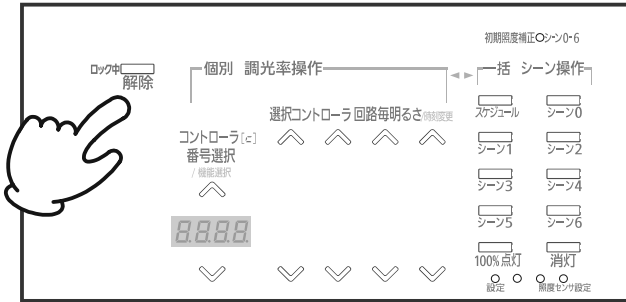 初期照度補正 シーン0-6
ロック中
解除
個別 調光率操作
一括 シーン操作
選択コントローラ 回路毎明るさ/時刻変更
コントローラ[c]
番号選択
/ 機能選択
8.8.8.8.
スケジュール シーン0
シーン1 シーン2
シーン3 シーン4
シーン5 シーン6
100%点灯 消灯
設定 照度センサ設定